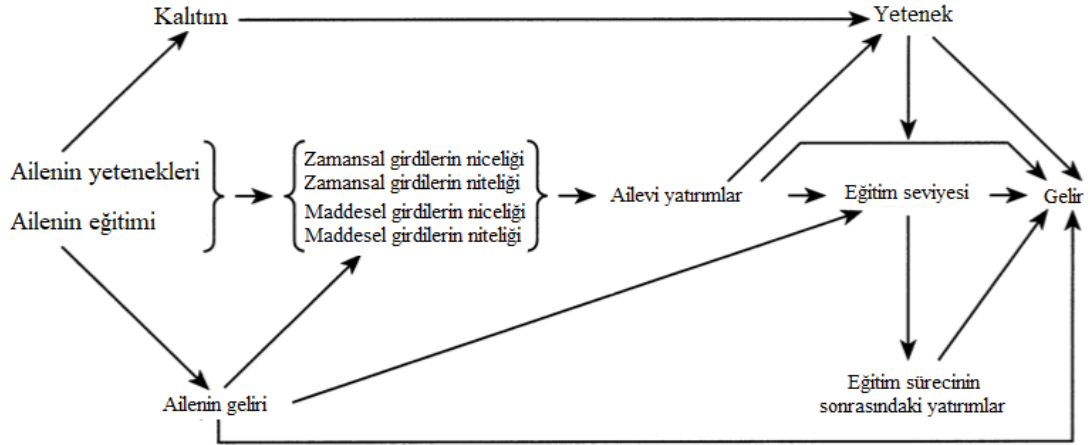 Kalıtım
Yetenek
Ailenin yetenekleri
Ailenin eğitimi
Zamansal girdilerin niceliği
Zamansal girdilerin niteliği
Maddesel girdilerin niceliği
Maddesel girdilerin niteliği
Ailevi yatırımlar
Eğitim seviyesi
Gelir
Ailenin geliri
Eğitim sürecinin
sonrasındaki yatırımlar